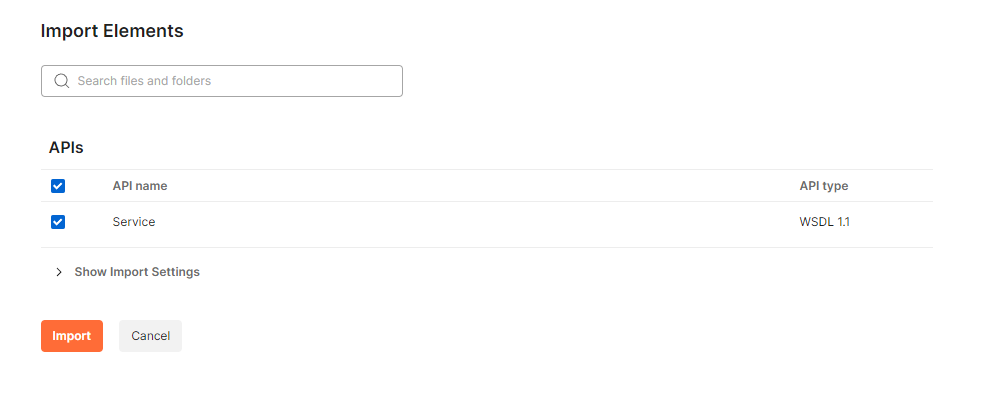 Import Elements
Search files and folders
APIs
API name API type
Service WSDL 1.1
Show Import Settings
Import Cancel